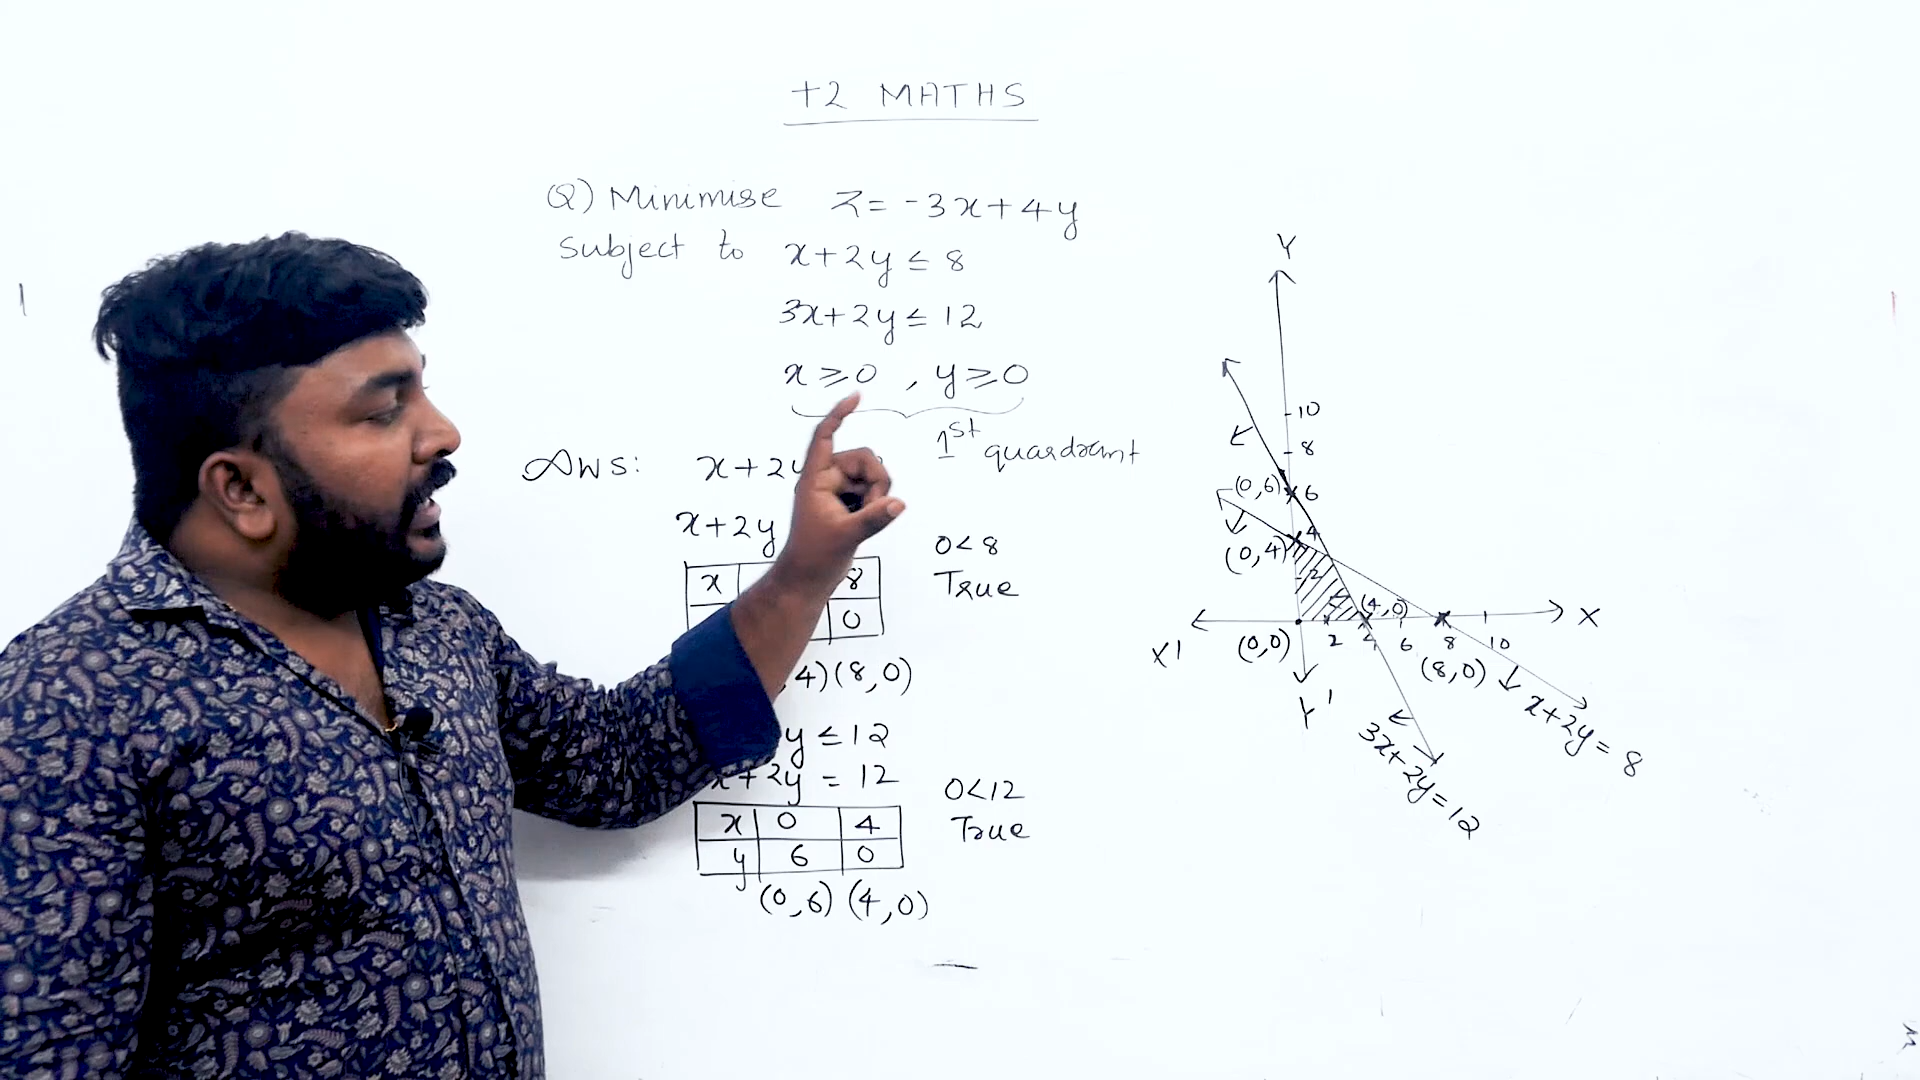 +2 MATHS
Q) Minimise Z = -3x+4y
Subject to x+2y ≤ 8
3x+2y ≤ 12
x ≥ 0 , y ≥ 0
1st quardrant
Ans: x+2y
x+2y
0<8
True
x 8
0
,4) (8,0)
y ≤ 12
x+2y = 12
0<12
True
x 0 4
y 6 0
(0,6) (4,0)
Y
10
8
(0,6) 6
4
(0,4)
2
(4,0)
X
X'
(0,0)
2 4 6 8 10
(8,0)
Y'
x+2y = 8
3x+2y = 12